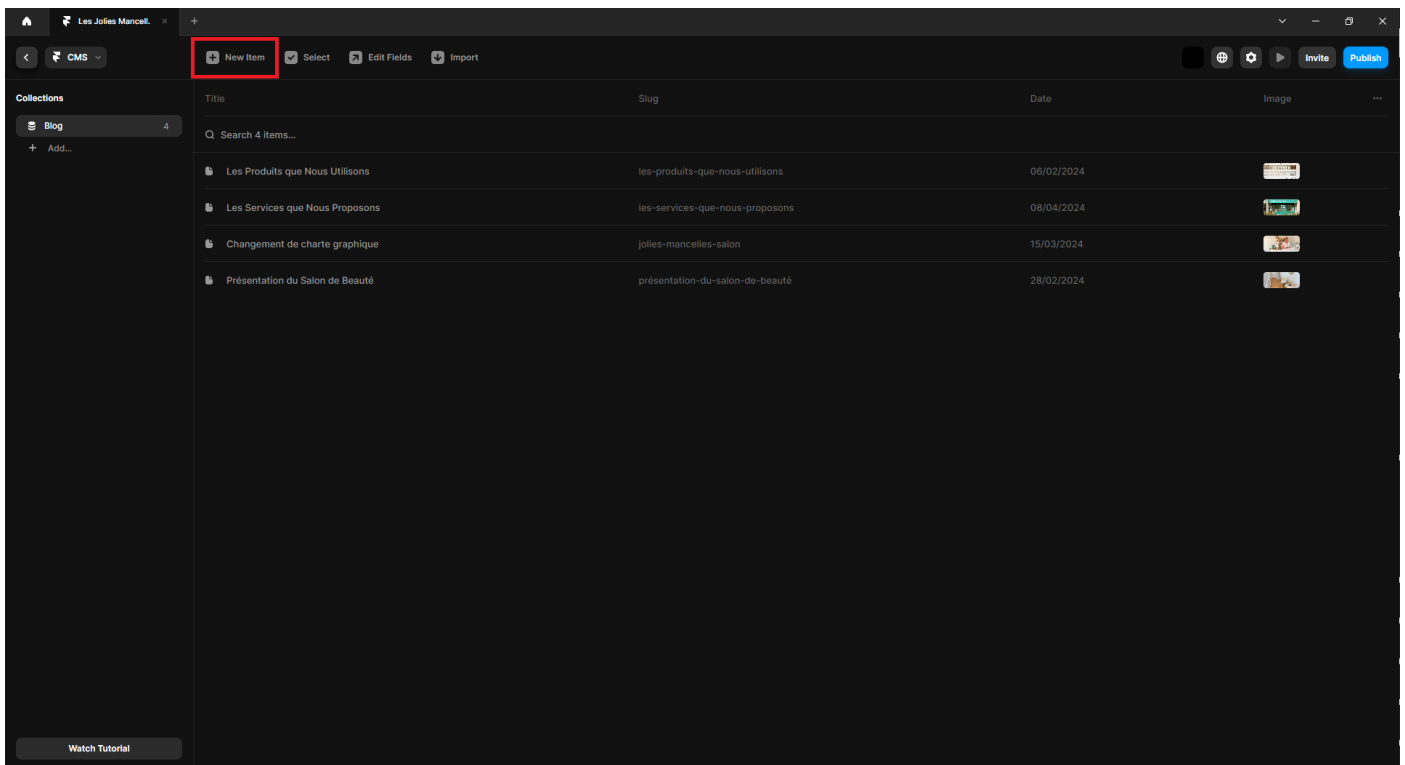 Les Jolies Mancell.
CMS
New Item
Select
Edit Fields
Import
Invite
Publish
Collections
Title
Slug
Date
Image
Blog
4
Search 4 items...
Add...
Les Produits que Nous Utilisons
les-produits-que-nous-utilisons
06/02/2024
Les Services que Nous Proposons
les-services-que-nous-proposons
08/04/2024
Changement de charte graphique
jolies-mancelles-salon
15/03/2024
Présentation du Salon de Beauté
présentation-du-salon-de-beauté
28/02/2024
Watch Tutorial